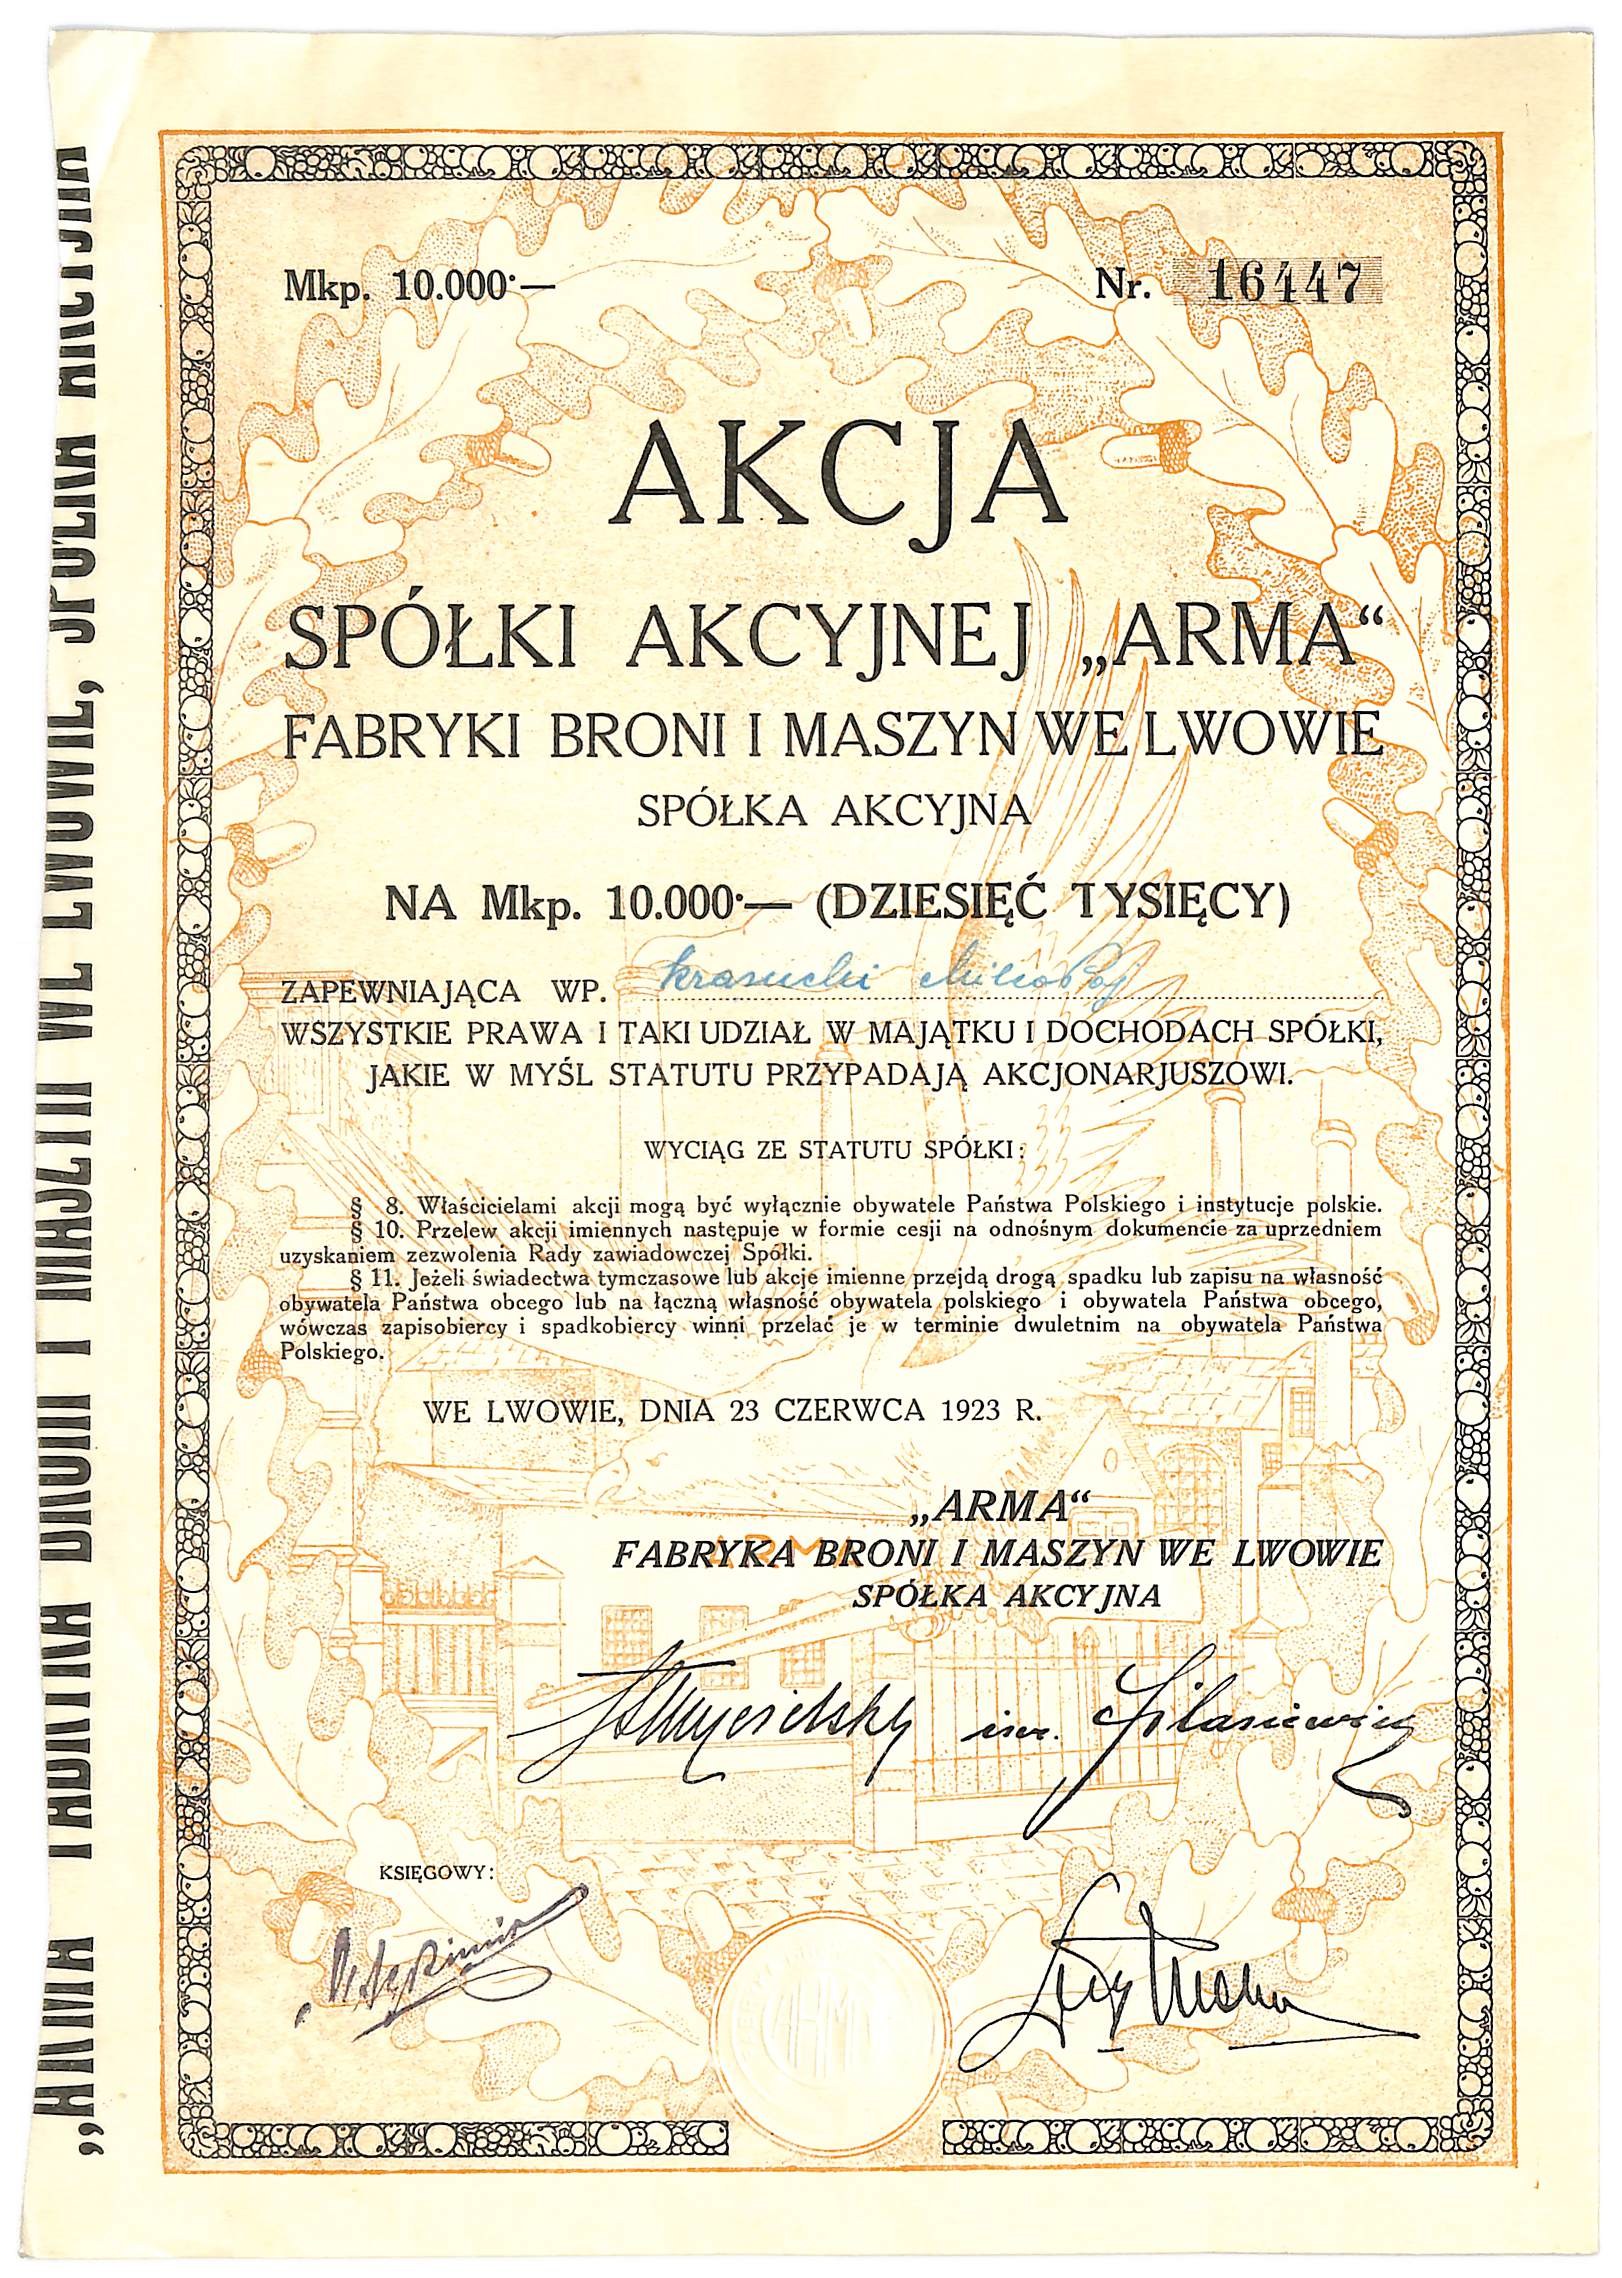 Mkp. 10.000·— Nr. 16447
AKCJA
SPÓŁKI AKCYJNEJ „ARMA“
FABRYKI BRONI I MASZYN WE LWOWIE
SPÓŁKA AKCYJNA
NA Mkp. 10.000·— (DZIESIĘĆ TYSIĘCY)
ZAPEWNIAJĄCA WP. Krasucki
WSZYSTKIE PRAWA I TAKI UDZIAŁ W MAJĄTKU I DOCHODACH SPÓŁKI,
JAKIE W MYŚL STATUTU PRZYPADAJĄ AKCJONARJUSZOWI.
WYCIĄG ZE STATUTU SPÓŁKI:
§ 8. Właścicielami akcji mogą być wyłącznie obywatele Państwa Polskiego i instytucje polskie.
§ 10. Przelew akcji imiennych następuje w formie cesji na odnośnym dokumencie za uprzedniem
uzyskaniem zezwolenia Rady zawiadowczej Spółki.
§ 11. Jeżeli świadectwa tymczasowe lub akcje imienne przejdą drogą spadku lub zapisu na własność
obywatela Państwa obcego lub na łączną własność obywatela polskiego i obywatela Państwa obcego,
wówczas zapisobiercy i spadkobiercy winni przelać je w terminie dwuletnim na obywatela Państwa
Polskiego.
WE LWOWIE, DNIA 23 CZERWCA 1923 R.
„ARMA“
FABRYKA BRONI I MASZYN WE LWOWIE
SPÓŁKA AKCYJNA
ARMA
KSIĘGOWY:
ARMA
„ARMA“ FABRYKA BRONI I MASZYN WE LWOWIE, SPÓŁKA AKCYJNA